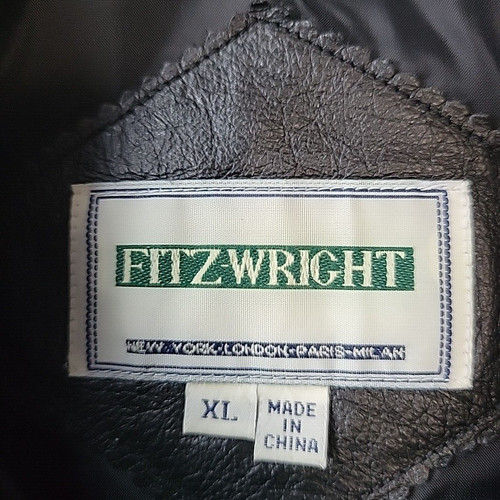 FITZWRIGHT
NEW YORK·LONDON·PARIS·MILAN
XL
MADE
IN
CHINA